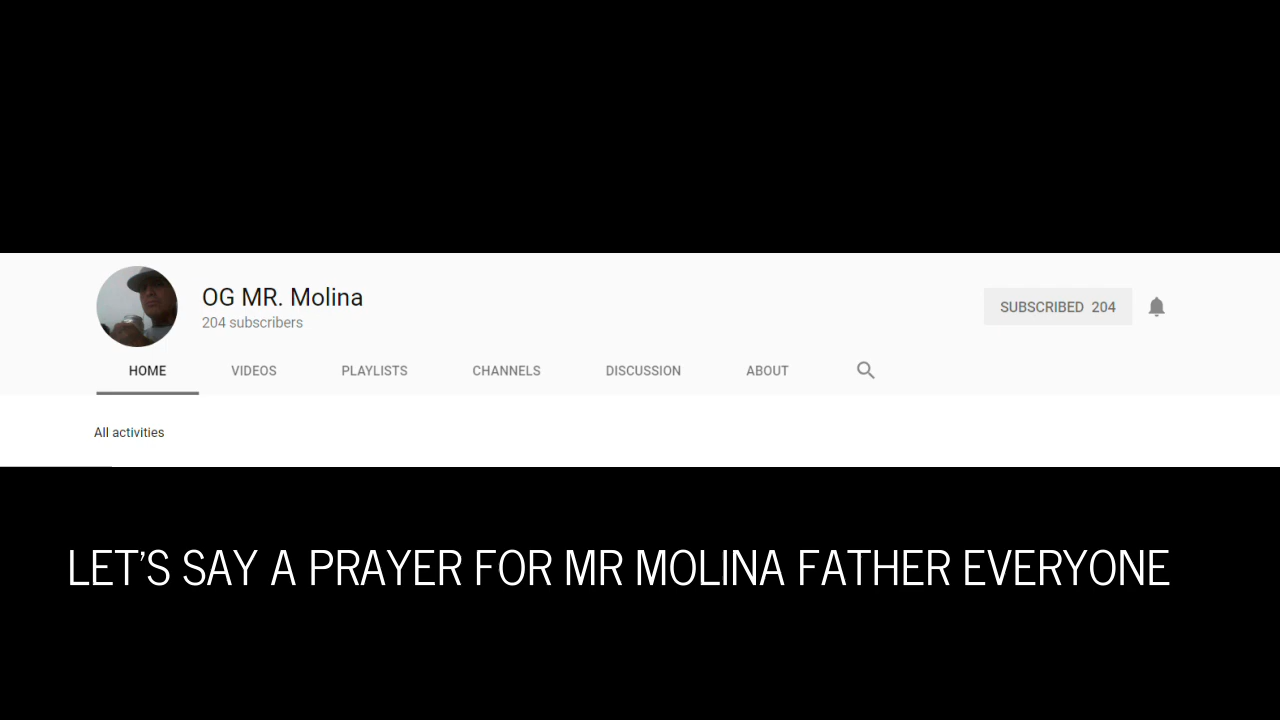 OG MR. Molina
204 subscribers
SUBSCRIBED 204
HOME VIDEOS PLAYLISTS CHANNELS DISCUSSION ABOUT
All activities
LET'S SAY A PRAYER FOR MR MOLINA FATHER EVERYONE